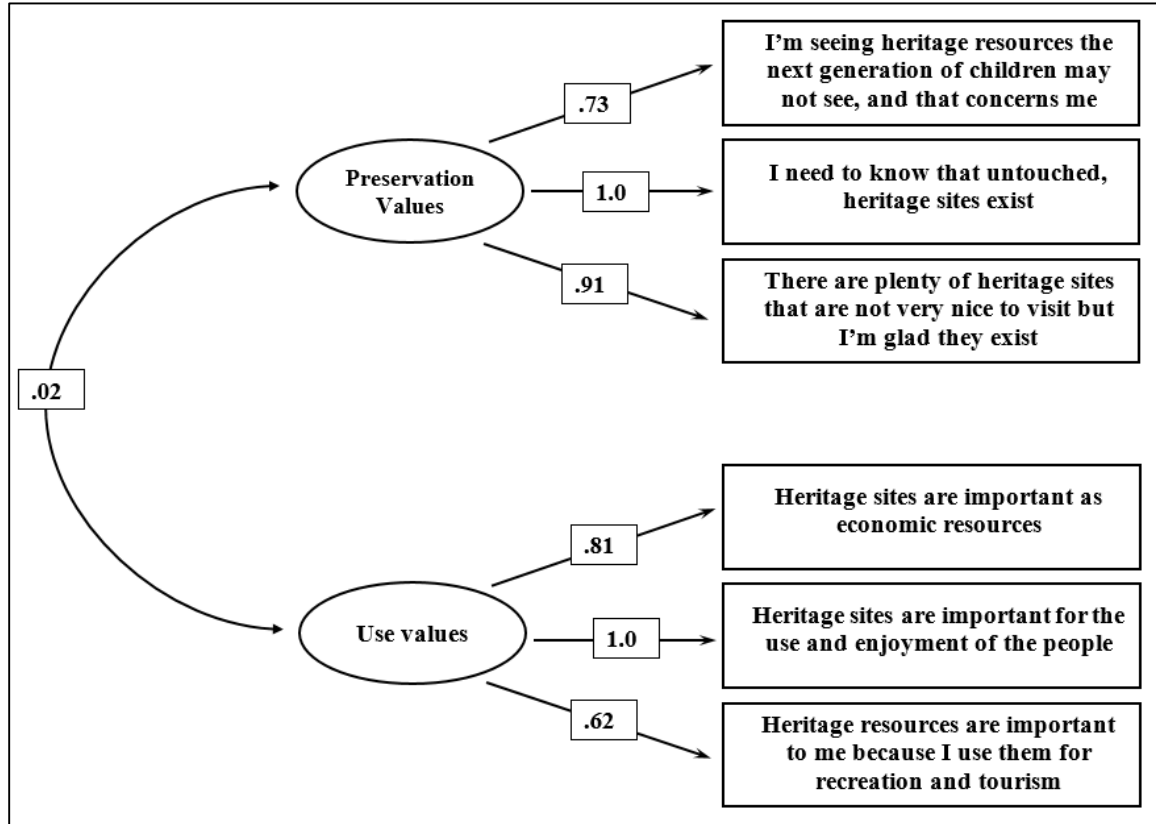 I'm seeing heritage resources the
next generation of children may
not see, and that concerns me
.73
Preservation
Values
1.0
I need to know that untouched,
heritage sites exist
.91
There are plenty of heritage sites
that are not very nice to visit but
I'm glad they exist
.02
Heritage sites are important as
economic resources
.81
Use values
1.0
Heritage sites are important for the
use and enjoyment of the people
.62
Heritage resources are important
to me because I use them for
recreation and tourism